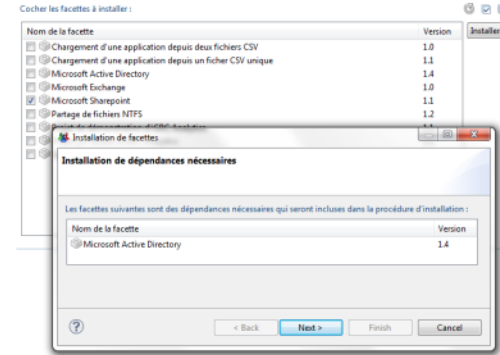 Cocher les facettes à installer :
Nom de la facette Version Installer
Chargement d'une application depuis deux fichiers CSV 1.0
Chargement d'une application depuis un ficher CSV unique 1.1
Microsoft Active Directory 1.4
Microsoft Exchange 1.0
Microsoft Sharepoint 1.1
Partage de fichiers NTFS 1.2
Installation de facettes
Installation de dépendances nécessaires
Les facettes suivantes sont des dépendances nécessaires qui seront incluses dans la procédure d'installation :
Nom de la facette Version
Microsoft Active Directory 1.4
< Back Next > Finish Cancel